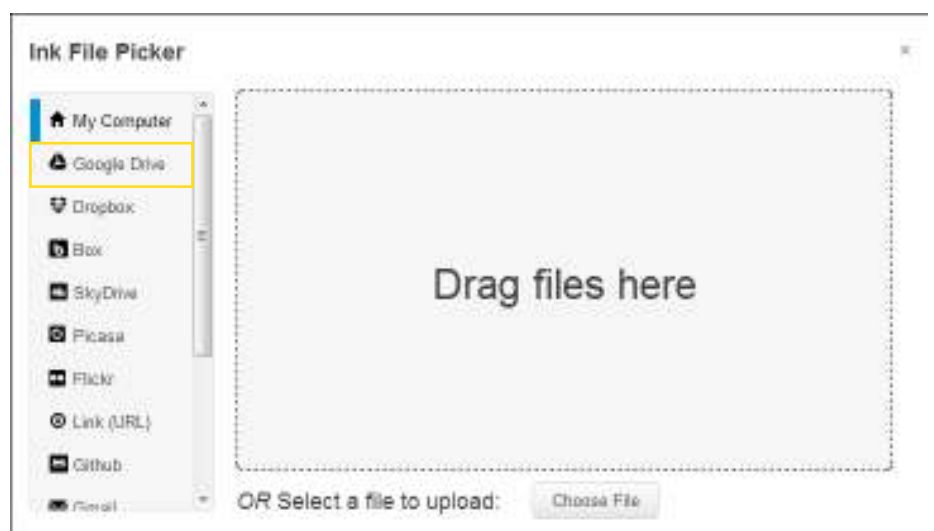 Ink File Picker
×
My Computer
Google Drive
Dropbox
Box
SkyDrive
Picasa
Flickr
Link (URL)
Github
Gmail
Drag files here
OR Select a file to upload: Choose File